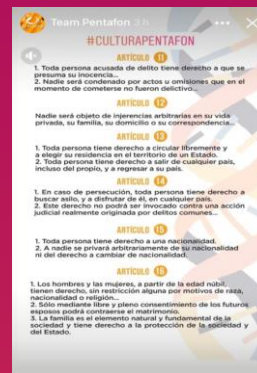 Team Pentafon 3 h
#CULTURAPENTAFON
ARTÍCULO 11
1. Toda persona acusada de delito tiene derecho a que se
presuma su inocencia...
2. Nadie será condenado por actos u omisiones que en el
momento de cometerse no fueron delictivo...
ARTÍCULO 12
Nadie será objeto de injerencias arbitrarias en su vida
privada, su familia, su domicilio o su correspondencia...
ARTÍCULO 13
1. Toda persona tiene derecho a circular libremente y
a elegir su residencia en el territorio de un Estado.
2. Toda persona tiene derecho a salir de cualquier país,
incluso del propio, y a regresar a su país.
ARTÍCULO 14
1. En caso de persecución, toda persona tiene derecho a
buscar asilo, y a disfrutar de él, en cualquier país.
2. Este derecho no podrá ser invocado contra una acción
judicial realmente originada por delitos comunes...
ARTÍCULO 15
1. Toda persona tiene derecho a una nacionalidad.
2. A nadie se privará arbitrariamente de su nacionalidad
ni del derecho a cambiar de nacionalidad.
ARTÍCULO 16
1. Los hombres y las mujeres, a partir de la edad núbil,
tienen derecho, sin restricción alguna por motivos de raza,
nacionalidad o religión...
2. Sólo mediante libre y pleno consentimiento de los futuros
esposos podrá contraerse el matrimonio.
3. La familia es el elemento natural y fundamental de la
sociedad y tiene derecho a la protección de la sociedad y
del Estado.